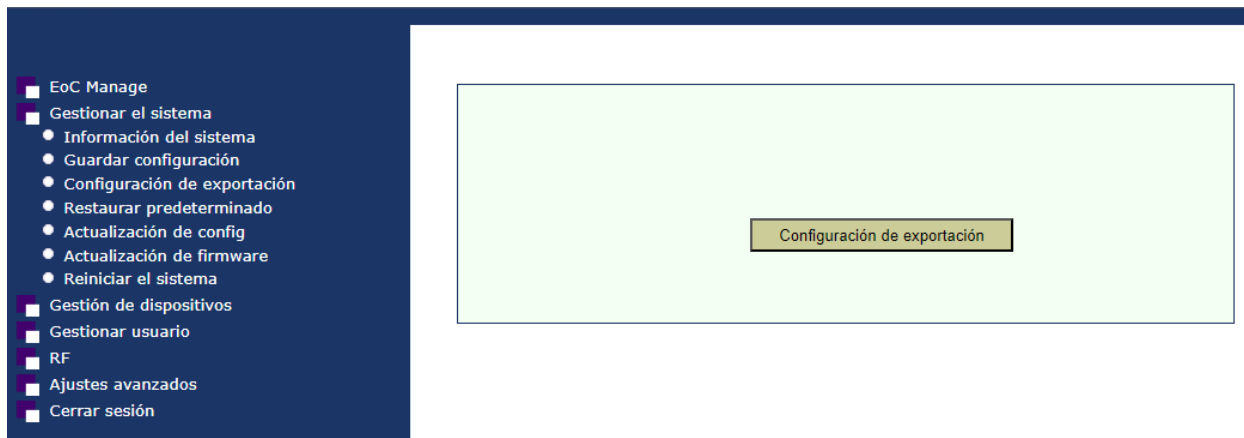 EoC Manage
Gestionar el sistema
Información del sistema
Guardar configuración
Configuración de exportación
Restaurar predeterminado
Actualización de config
Actualización de firmware
Reiniciar el sistema
Gestión de dispositivos
Gestionar usuario
RF
Ajustes avanzados
Cerrar sesión
Configuración de exportación